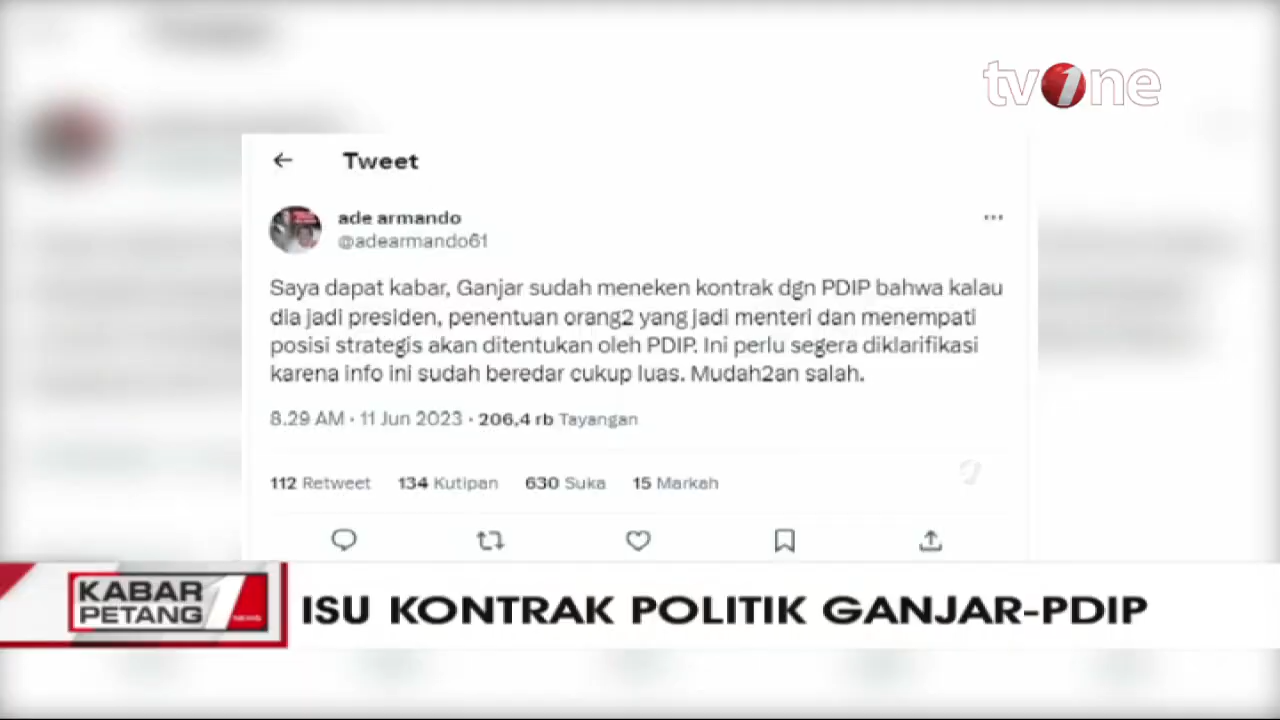 tvOne
Tweet
ade armando
@adearmando61
Saya dapat kabar, Ganjar sudah meneken kontrak dgn PDIP bahwa kalau
dia jadi presiden, penentuan orang2 yang jadi menteri dan menempati
posisi strategis akan ditentukan oleh PDIP. Ini perlu segera diklarifikasi
karena info ini sudah beredar cukup luas. Mudah2an salah.
8.29 AM · 11 Jun 2023 · 206,4 rb Tayangan
112 Retweet 134 Kutipan 630 Suka 15 Markah
KABAR
PETANG
1
NEWS
ISU KONTRAK POLITIK GANJAR-PDIP